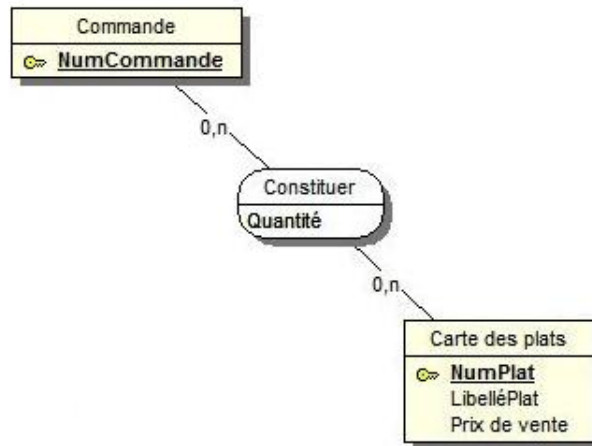 Commande
NumCommande
0,n
Constituer
Quantité
0,n
Carte des plats
NumPlat
LibelléPlat
Prix de vente